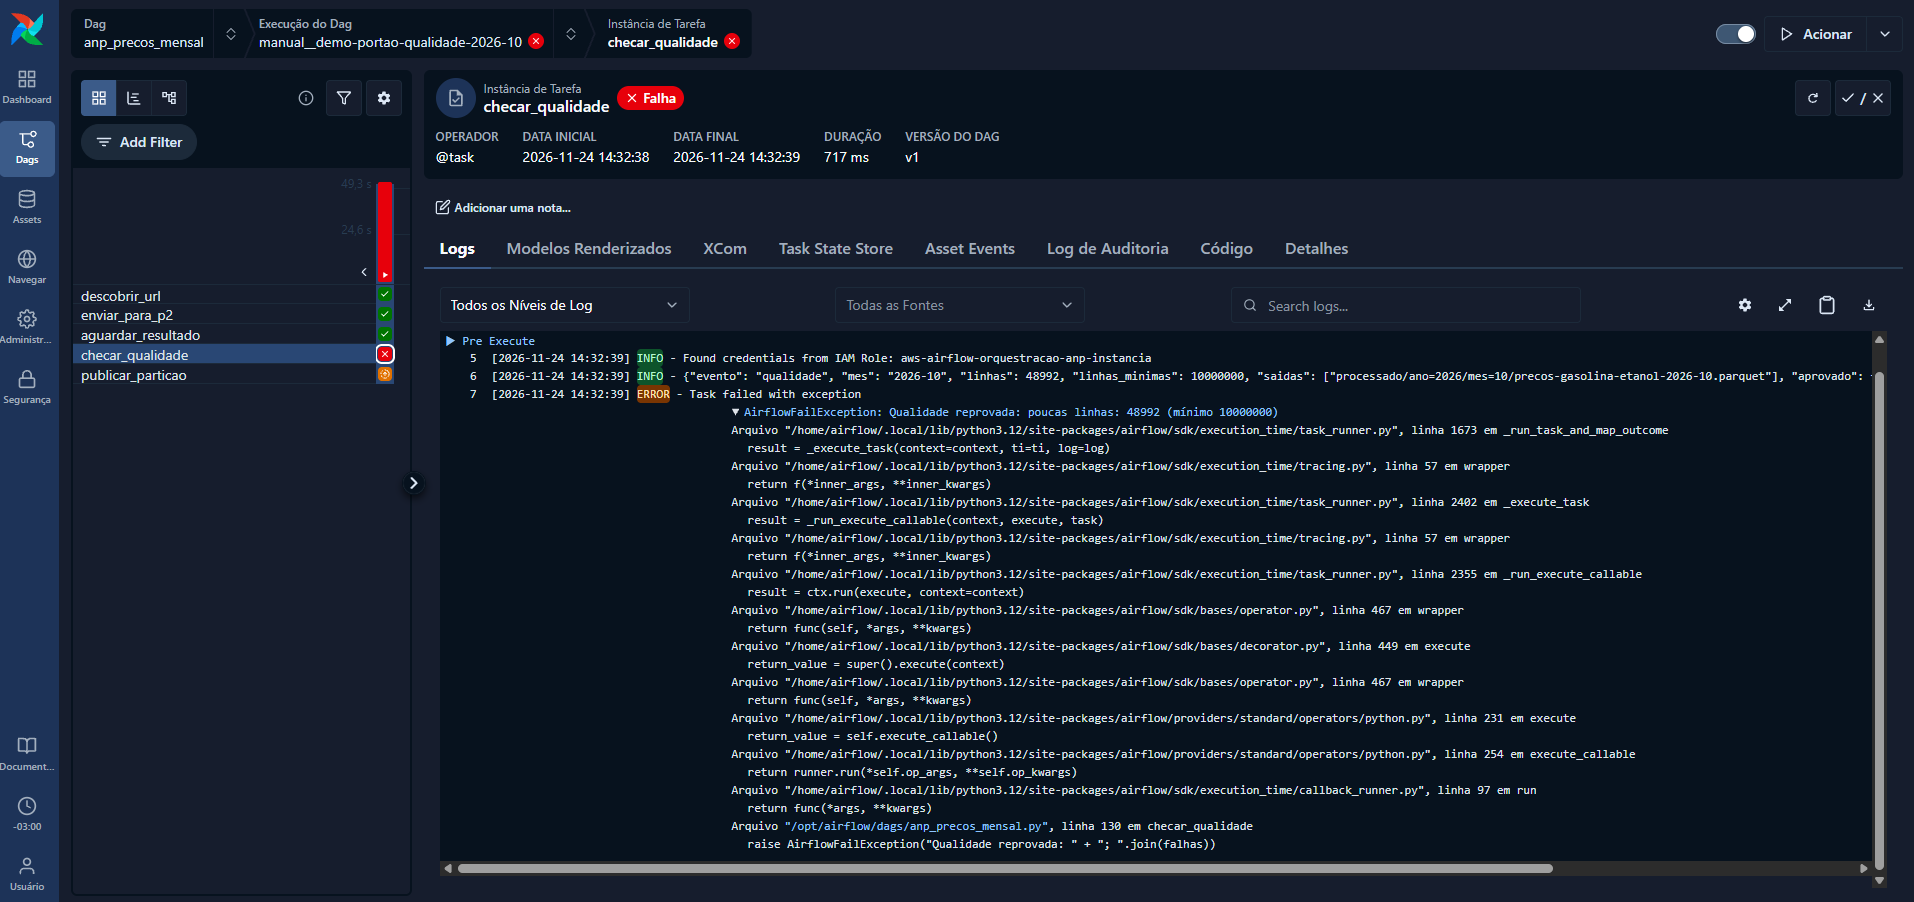 Dag
anp_precos_mensal
Execução do Dag
manual__demo-portao-qualidade-2026-10
Instância de Tarefa
checar_qualidade
Acionar
Dashboard
Dags
Assets
Navegar
Administr...
Segurança
Document...
-03:00
Usuário
Add Filter
49,3 s
24,6 s
descobrir_url
enviar_para_p2
aguardar_resultado
checar_qualidade
publicar_particao
Instância de Tarefa
checar_qualidade Falha
OPERADOR DATA INICIAL DATA FINAL DURAÇÃO VERSÃO DO DAG
@task 2026-11-24 14:32:38 2026-11-24 14:32:39 717 ms v1
Adicionar uma nota...
Logs Modelos Renderizados XCom Task State Store Asset Events Log de Auditoria Código Detalhes
Todos os Níveis de Log Todas as Fontes Search logs...
Pre Execute
5 [2026-11-24 14:32:39] INFO - Found credentials from IAM Role: aws-airflow-orquestracao-anp-instancia
6 [2026-11-24 14:32:39] INFO - {"evento": "qualidade", "mes": "2026-10", "linhas": 48992, "linhas_minimas": 10000000, "saidas": ["processado/ano=2026/mes=10/precos-gasolina-etanol-2026-10.parquet"], "aprovado":
7 [2026-11-24 14:32:39] ERROR - Task failed with exception
AirflowFailException: Qualidade reprovada: poucas linhas: 48992 (mínimo 10000000)
Arquivo "/home/airflow/.local/lib/python3.12/site-packages/airflow/sdk/execution_time/task_runner.py", linha 1673 em _run_task_and_map_outcome
result = _execute_task(context=context, ti=ti, log=log)
Arquivo "/home/airflow/.local/lib/python3.12/site-packages/airflow/sdk/execution_time/tracing.py", linha 57 em wrapper
return f(*inner_args, **inner_kwargs)
Arquivo "/home/airflow/.local/lib/python3.12/site-packages/airflow/sdk/execution_time/task_runner.py", linha 2402 em _execute_task
result = _run_execute_callable(context, execute, task)
Arquivo "/home/airflow/.local/lib/python3.12/site-packages/airflow/sdk/execution_time/tracing.py", linha 57 em wrapper
return f(*inner_args, **inner_kwargs)
Arquivo "/home/airflow/.local/lib/python3.12/site-packages/airflow/sdk/execution_time/task_runner.py", linha 2355 em _run_execute_callable
result = ctx.run(execute, context=context)
Arquivo "/home/airflow/.local/lib/python3.12/site-packages/airflow/sdk/bases/operator.py", linha 467 em wrapper
return func(self, *args, **kwargs)
Arquivo "/home/airflow/.local/lib/python3.12/site-packages/airflow/sdk/bases/decorator.py", linha 449 em execute
return_value = super().execute(context)
Arquivo "/home/airflow/.local/lib/python3.12/site-packages/airflow/sdk/bases/operator.py", linha 467 em wrapper
return func(self, *args, **kwargs)
Arquivo "/home/airflow/.local/lib/python3.12/site-packages/airflow/providers/standard/operators/python.py", linha 231 em execute
return_value = self.execute_callable()
Arquivo "/home/airflow/.local/lib/python3.12/site-packages/airflow/providers/standard/operators/python.py", linha 254 em execute_callable
return runner.run(*self.op_args, **self.op_kwargs)
Arquivo "/home/airflow/.local/lib/python3.12/site-packages/airflow/sdk/execution_time/callback_runner.py", linha 97 em run
return func(*args, **kwargs)
Arquivo "/opt/airflow/dags/anp_precos_mensal.py", linha 130 em checar_qualidade
raise AirflowFailException("Qualidade reprovada: " + "; ".join(falhas))